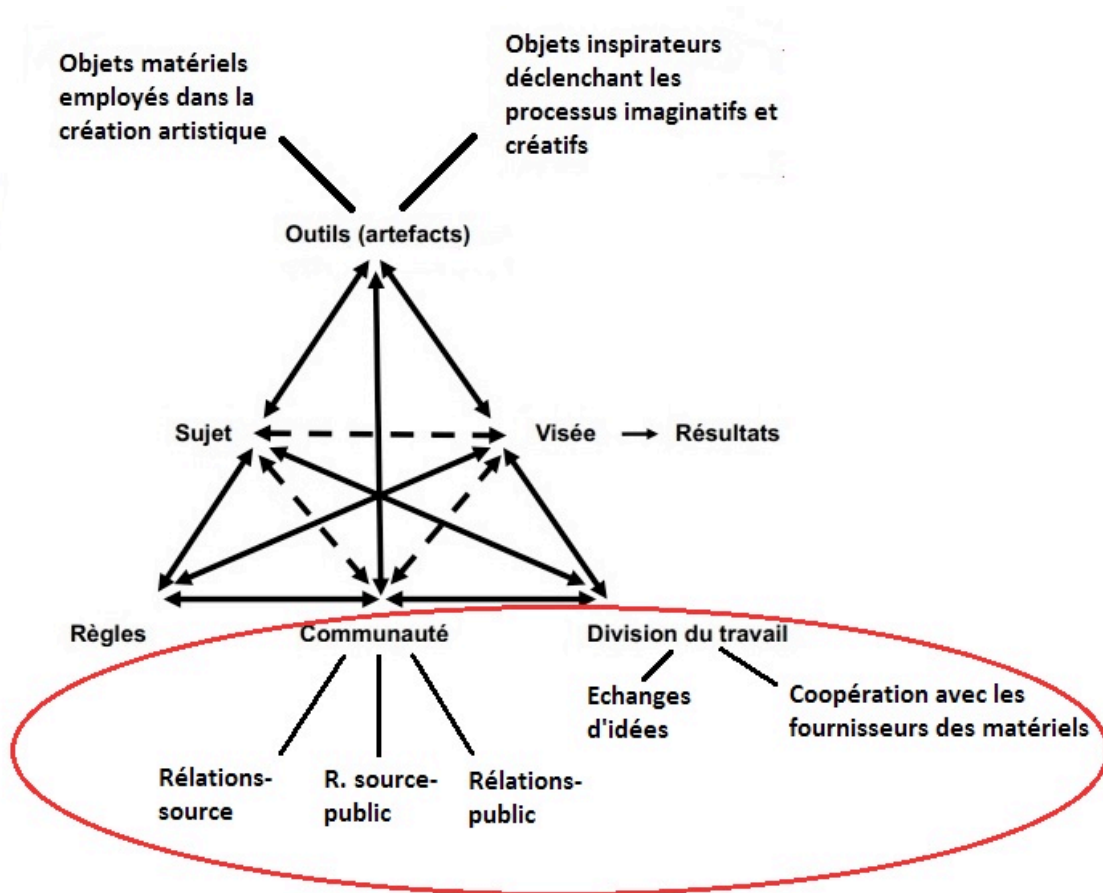 Objets matériels
employés dans la
création artistique
Objets inspirateurs
déclenchant les
processus imaginatifs et
créatifs
Outils (artefacts)
Sujet
Visée
Résultats
Règles
Communauté
Division du travail
Echanges
d'idées
Coopération avec les
fournisseurs des matériels
Rélations-
source
R. source-
public
Rélations-
public